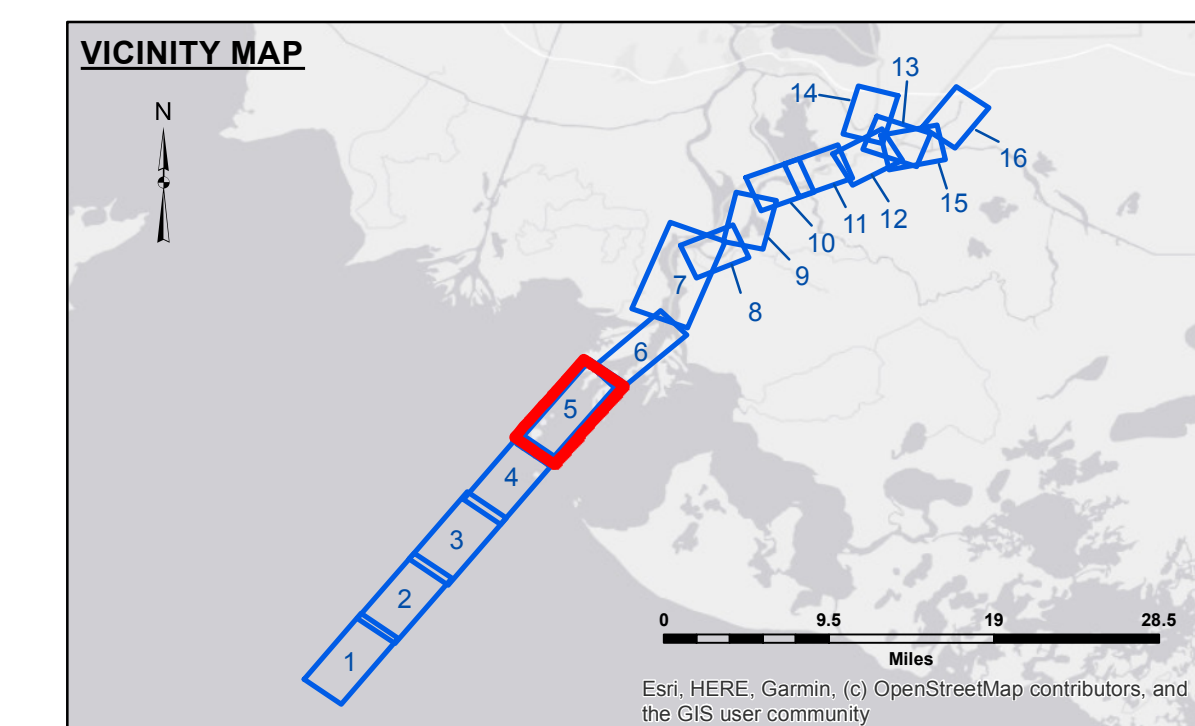 VICINITY MAP
N
13
14
16
15
12
11
10
9
7
8
6
5
4
3
2
1
0 9.5 19 28.5
Miles
Esri, HERE, Garmin, (c) OpenStreetMap contributors, and
the GIS user community